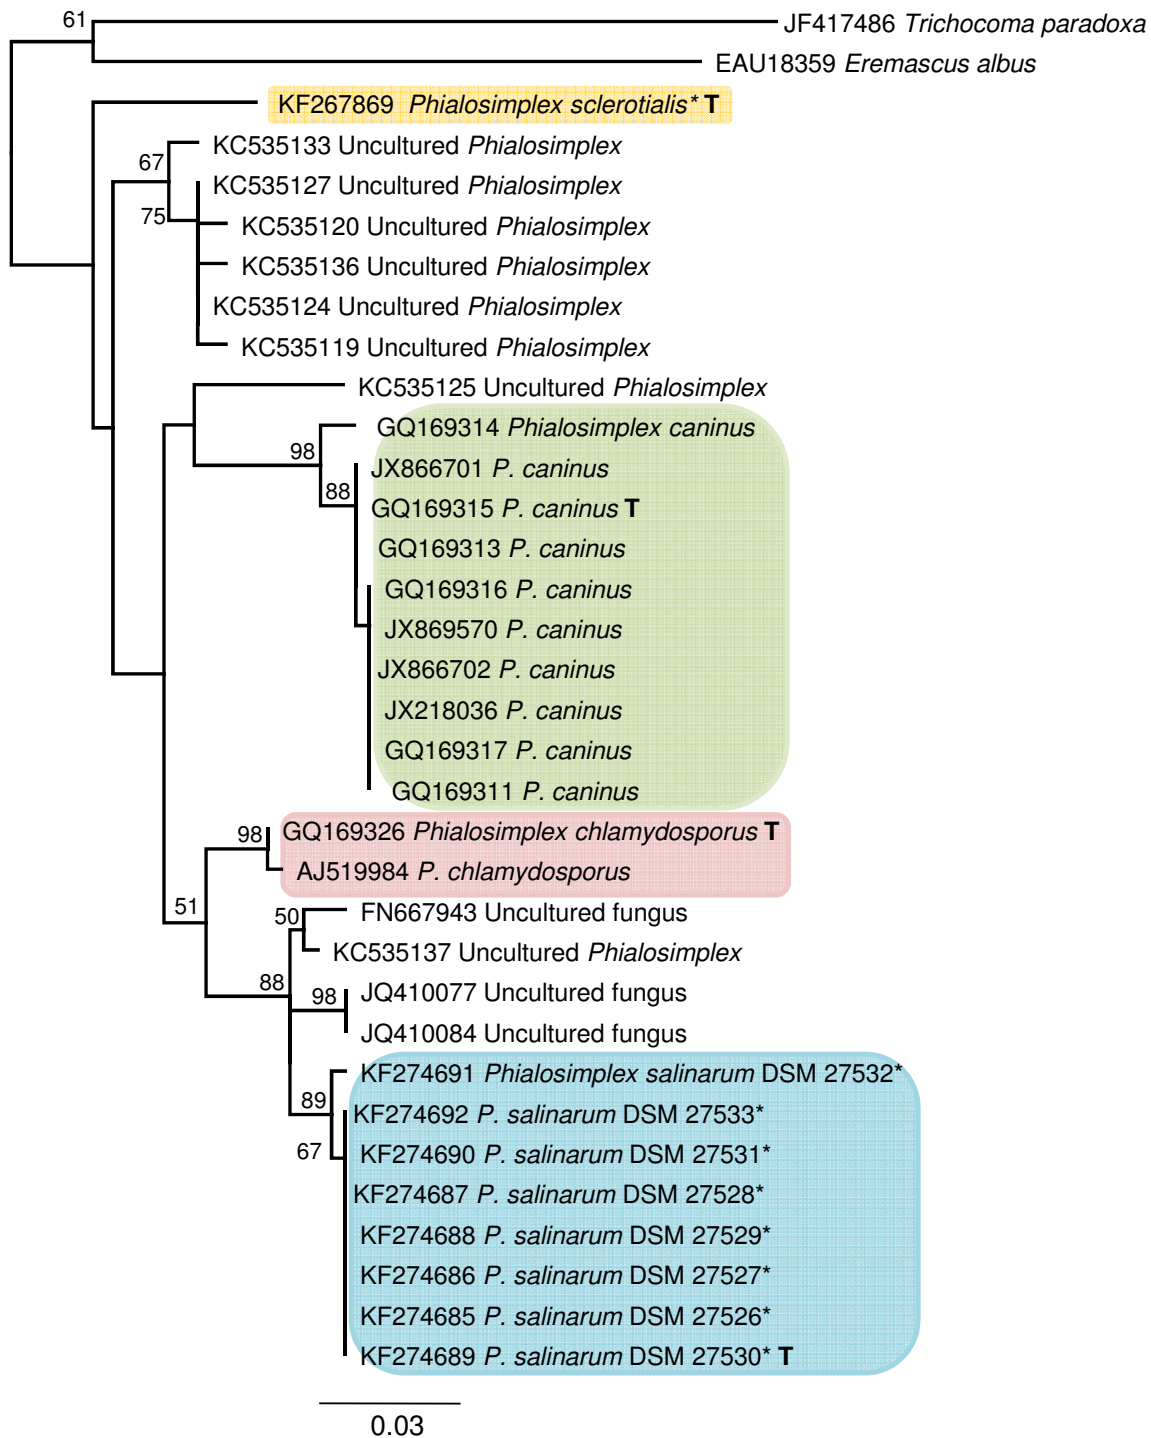 61
JF417486 Trichocoma paradoxa
EAU18359 Eremascus albus
KF267869 Phialosimplex sclerotialis* T
KC535133 Uncultured Phialosimplex
67
KC535127 Uncultured Phialosimplex
75
KC535120 Uncultured Phialosimplex
KC535136 Uncultured Phialosimplex
KC535124 Uncultured Phialosimplex
KC535119 Uncultured Phialosimplex
KC535125 Uncultured Phialosimplex
GQ169314 Phialosimplex caninus
98
JX866701 P. caninus
88
GQ169315 P. caninus T
GQ169313 P. caninus
GQ169316 P. caninus
JX869570 P. caninus
JX866702 P. caninus
JX218036 P. caninus
GQ169317 P. caninus
GQ169311 P. caninus
98
GQ169326 Phialosimplex chlamydosporus T
AJ519984 P. chlamydosporus
51
50
FN667943 Uncultured fungus
KC535137 Uncultured Phialosimplex
88
98
JQ410077 Uncultured fungus
JQ410084 Uncultured fungus
KF274691 Phialosimplex salinarum DSM 27532*
89
KF274692 P. salinarum DSM 27533*
67
KF274690 P. salinarum DSM 27531*
KF274687 P. salinarum DSM 27528*
KF274688 P. salinarum DSM 27529*
KF274686 P. salinarum DSM 27527*
KF274685 P. salinarum DSM 27526*
KF274689 P. salinarum DSM 27530* T
0.03